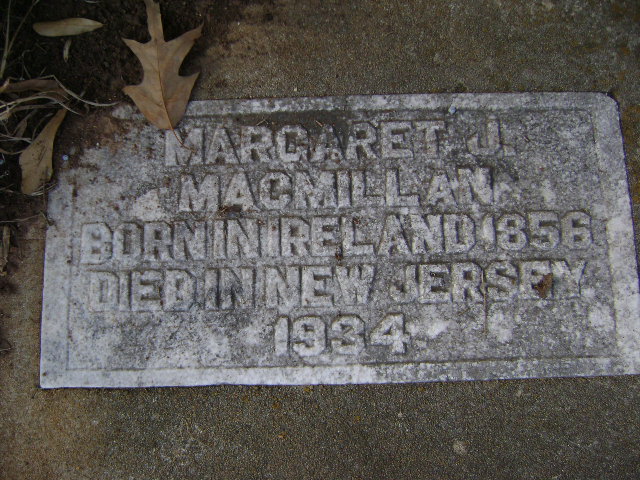 MARGARET J.
MACMILLAN
BORN IN IRELAND 1856
DIED IN NEW JERSEY
1934